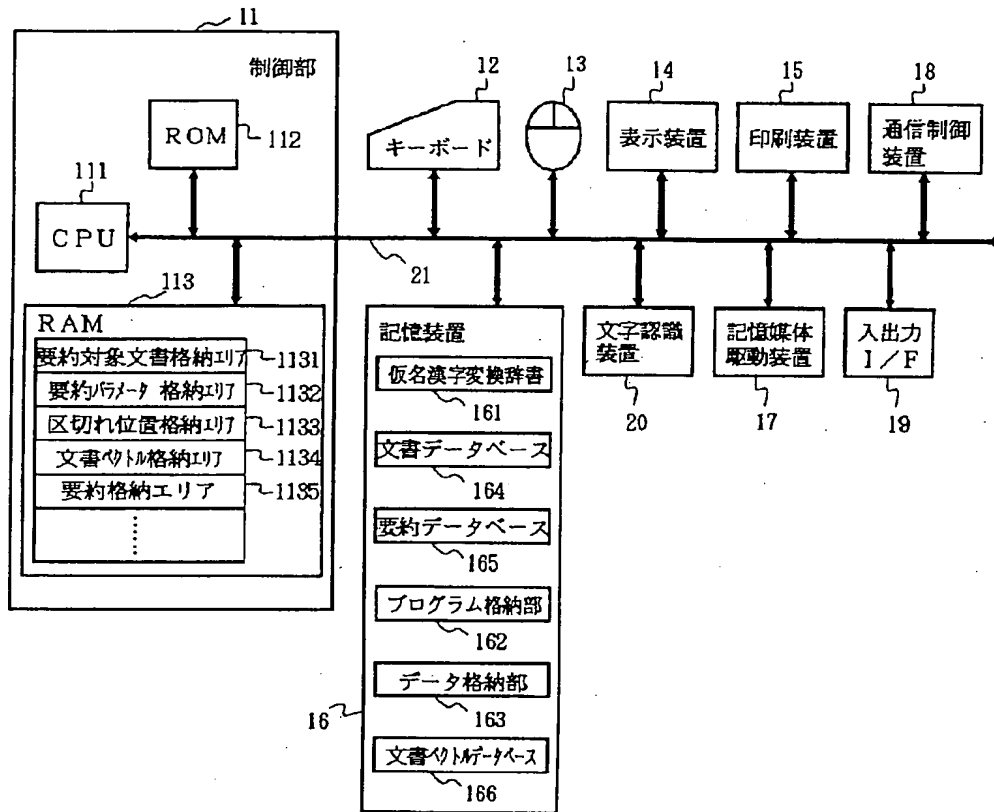 11
制御部
ROM
112
111
CPU
113
RAM
要約対象文書格納エリア
1131
要約パラメータ格納エリア
1132
区切れ位置格納エリア
1133
文書ベクトル格納エリア
1134
要約格納エリア
1135
12
キーボード
13
14
表示装置
15
印刷装置
18
通信制御
装置
21
記憶装置
仮名漢字変換辞書
161
文書データベース
164
要約データベース
165
プログラム格納部
162
データ格納部
163
16
文書ベクトルデータベース
166
文字認識
装置
20
記憶媒体
駆動装置
17
入出力
I/F
19